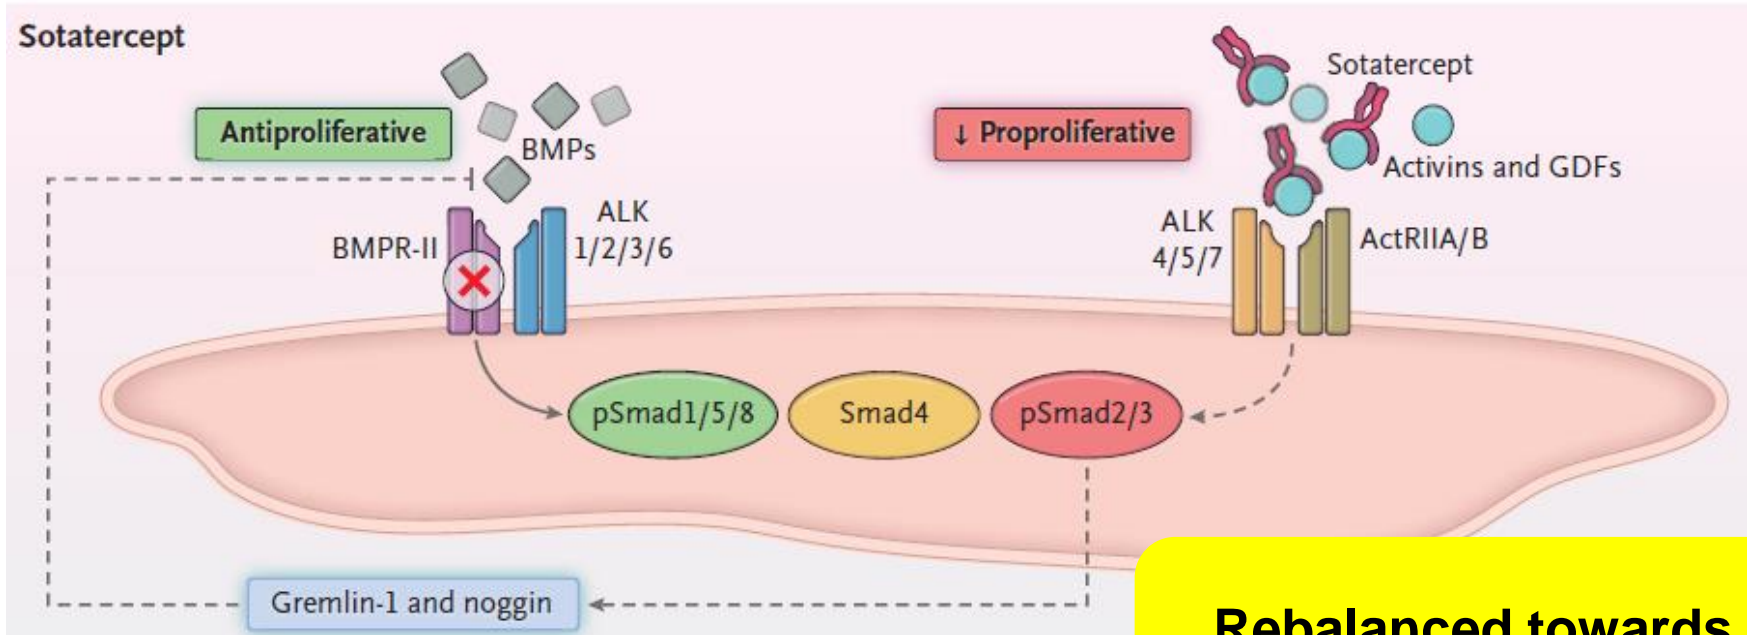 Sotatercept
Antiproliferative
BMPs
↓ Proproliferative
Sotatercept
Activins and GDFs
BMPR-II
ALK
1/2/3/6
ALK
4/5/7
ActRIIA/B
pSmad1/5/8
Smad4
pSmad2/3
Gremlin-1 and noggin
Rebalanced towards